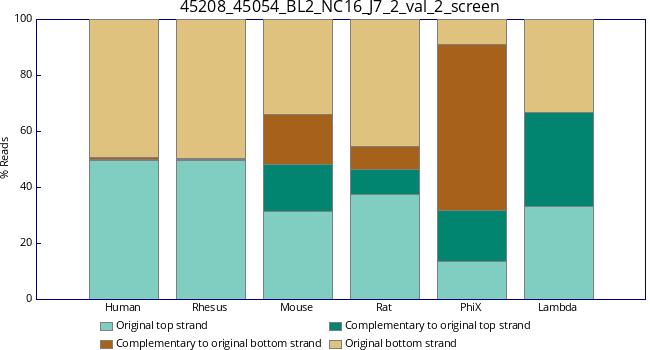 45208_45054_BL2_NC16_J7_2_val_2_screen
100
80
60
40
20
0
% Reads
Human Rhesus Mouse Rat PhiX Lambda
Original top strand Complementary to original top strand
Complementary to original bottom strand Original bottom strand